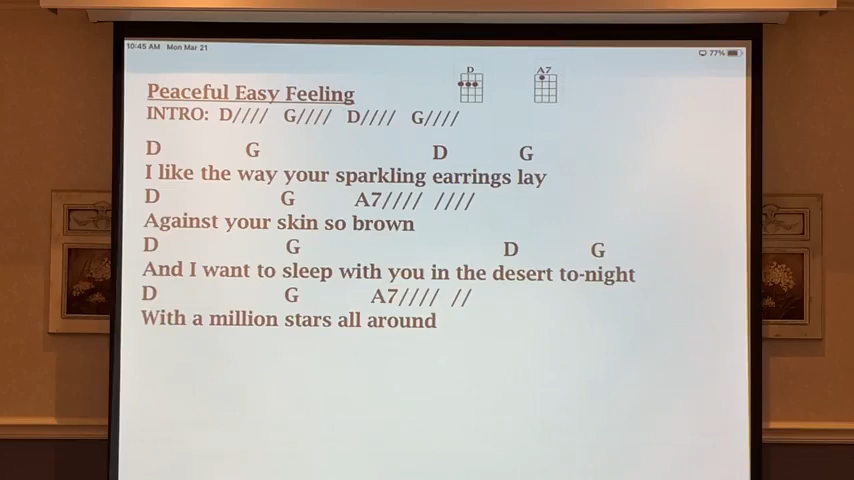 10:45 AM Mon Mar 21
77%
D A7
Peaceful Easy Feeling
INTRO: D//// G//// D//// G////
D G D G
I like the way your sparkling earrings lay
D G A7//// ////
Against your skin so brown
D G D G
And I want to sleep with you in the desert to-night
D G A7//// //
With a million stars all around